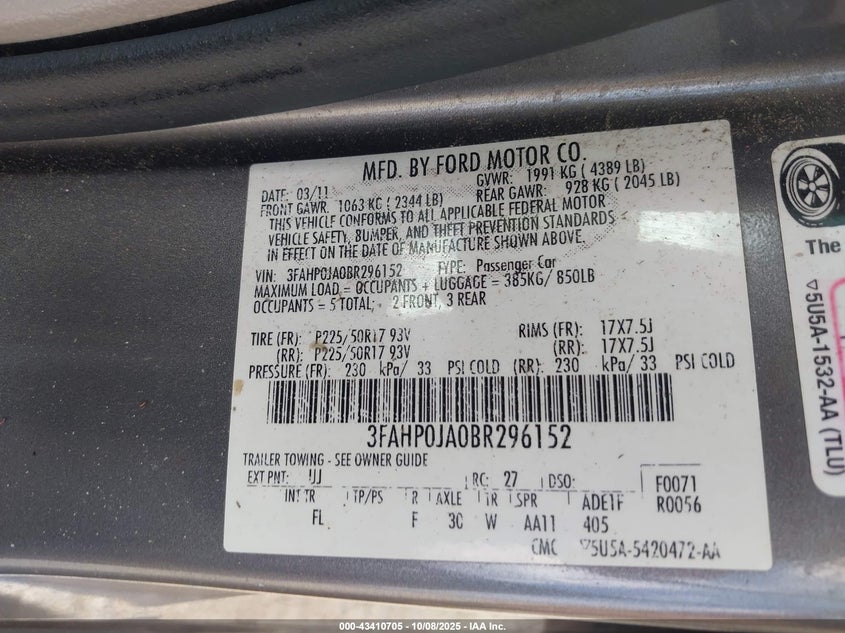 MFD. BY FORD MOTOR CO.
DATE: 03/11 GVWR: 1991 KG ( 4389 LB)
FRONT GAWR: 1063 KG ( 2344 LB) REAR GAWR: 928 KG ( 2045 LB)
THIS VEHICLE CONFORMS TO ALL APPLICABLE FEDERAL MOTOR
VEHICLE SAFETY, BUMPER, AND THEFT PREVENTION STANDARDS
IN EFFECT ON THE DATE OF MANUFACTURE SHOWN ABOVE.
VIN: 3FAHP0JA0BR296152 TYPE: Passenger Car
MAXIMUM LOAD = OCCUPANTS + LUGGAGE = 385KG/ 850LB
OCCUPANTS = 5 TOTAL; 2 FRONT, 3 REAR
TIRE (FR): P225/50R17 93V RIMS (FR): 17X7.5J
(RR): P225/50R17 93V (RR): 17X7.5J
PRESSURE (FR): 230 kPa/ 33 PSI COLD (RR): 230 kPa/ 33 PSI COLD
3FAHP0JA0BR296152
TRAILER TOWING - SEE OWNER GUIDE
EXT PNT: UJ RC: 27 DSO: F0071
INT TR TP/PS R AXLE TR SPR ADE1F R0056
FL F 30 W AA11 405
CMC ▽5U5A-5420472-AA
The
▽5U5A-1532-AA (TLU)
000-43410705 - 10/08/2025 - IAA Inc.